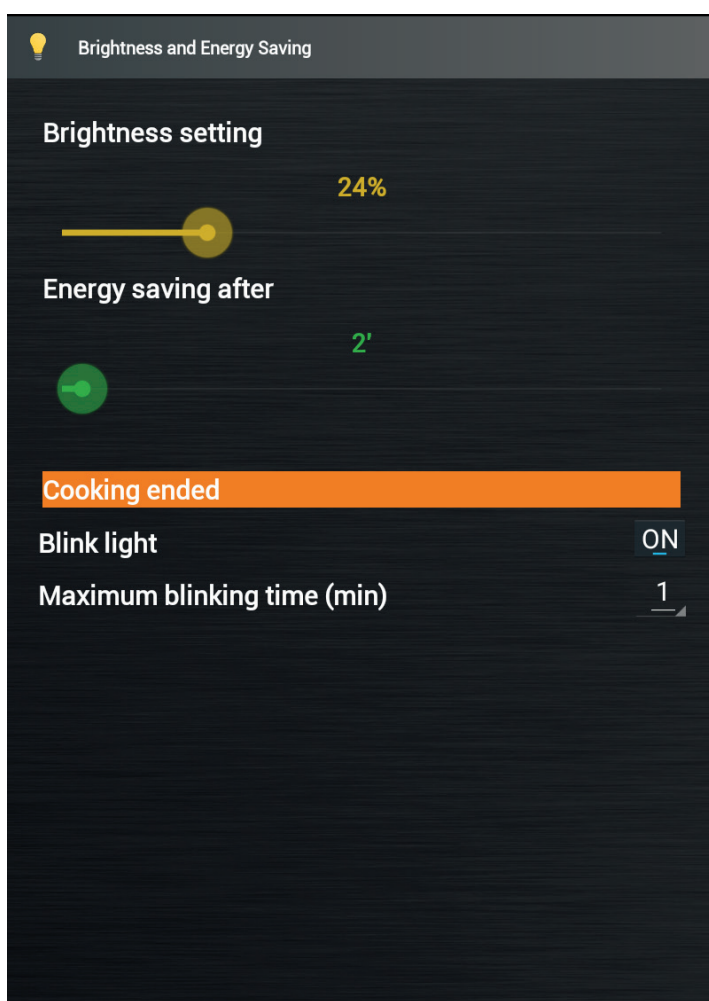 Brightness and Energy Saving
Brightness setting
24%
Energy saving after
2'
Cooking ended
Blink light ON
Maximum blinking time (min) 1